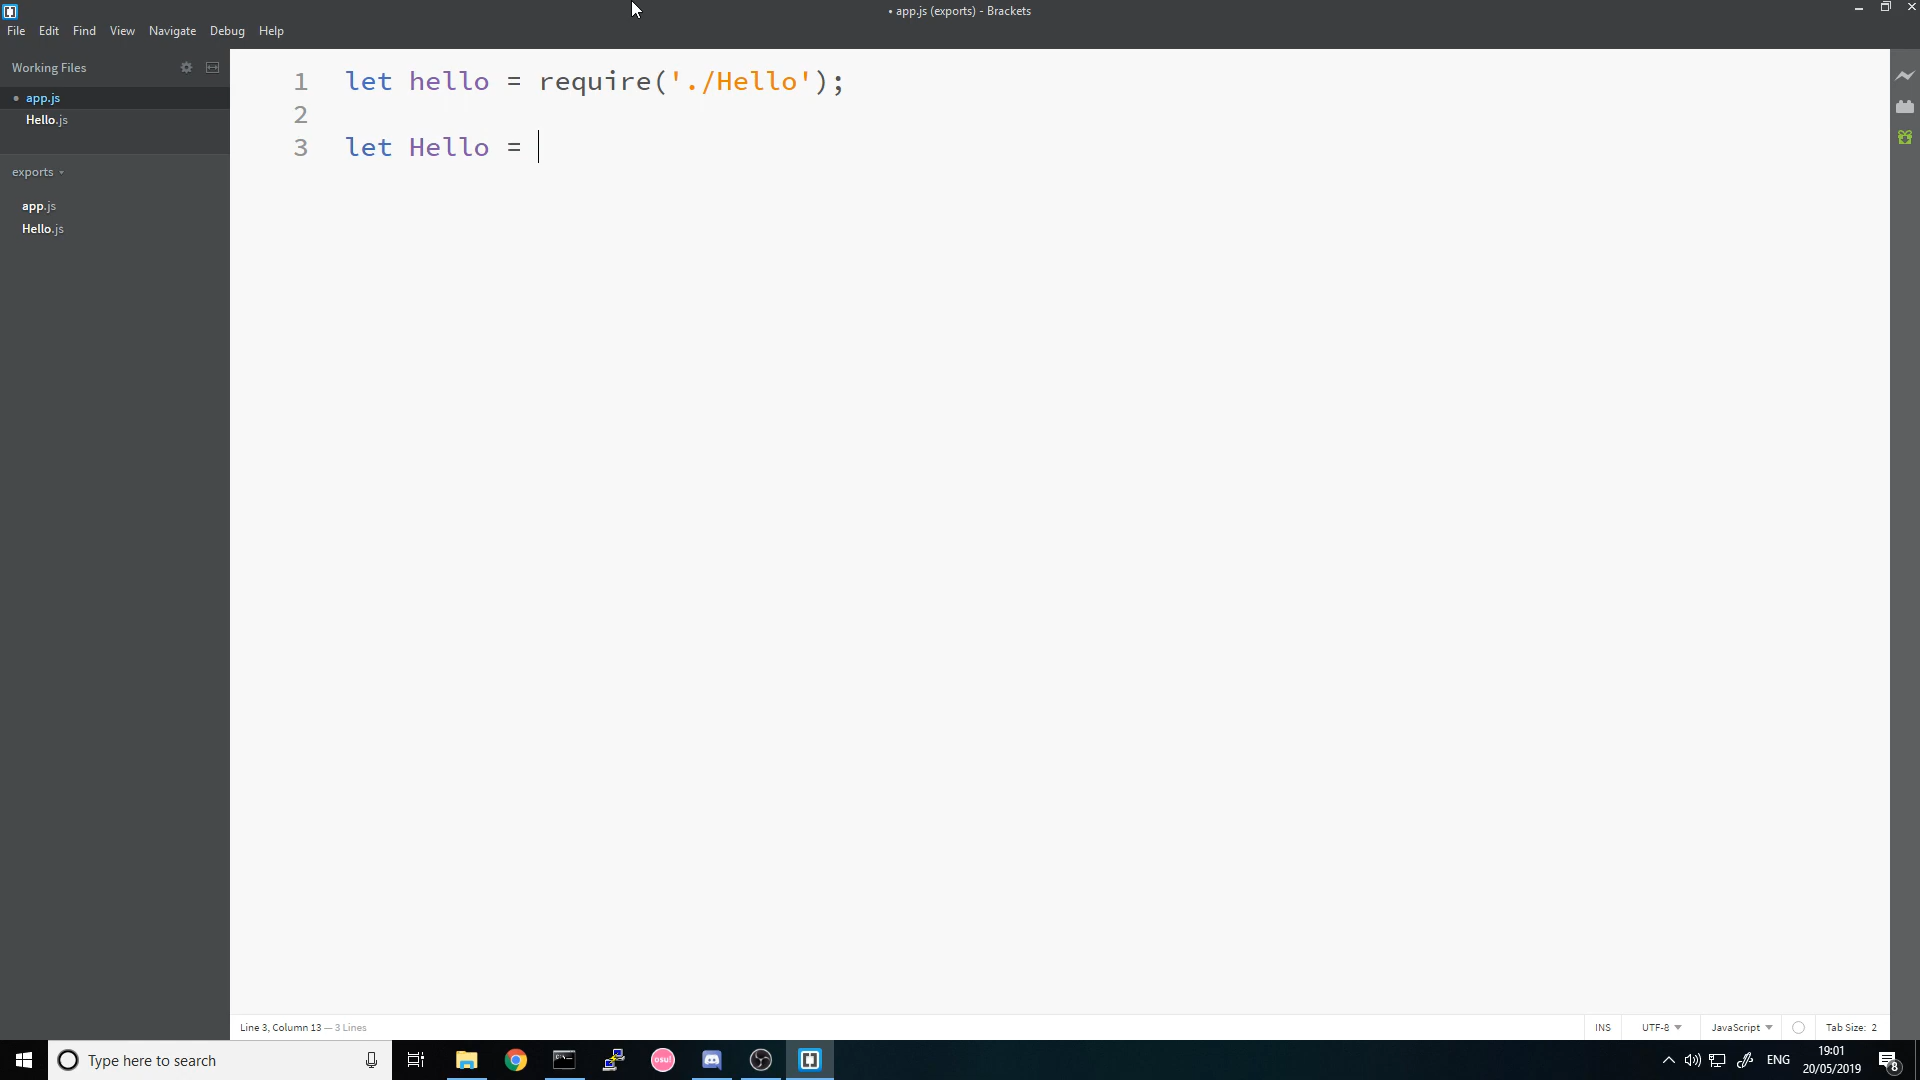 • app.js (exports) - Brackets
File Edit Find View Navigate Debug Help
Working Files
• app.js
Hello.js
exports
app.js
Hello.js
1 let hello = require('./Hello');
2
3 let Hello =
Line 3, Column 13 — 3 Lines
INS UTF-8 JavaScript Tab Size: 2
Type here to search
osu!
ENG
19:01
20/05/2019
8